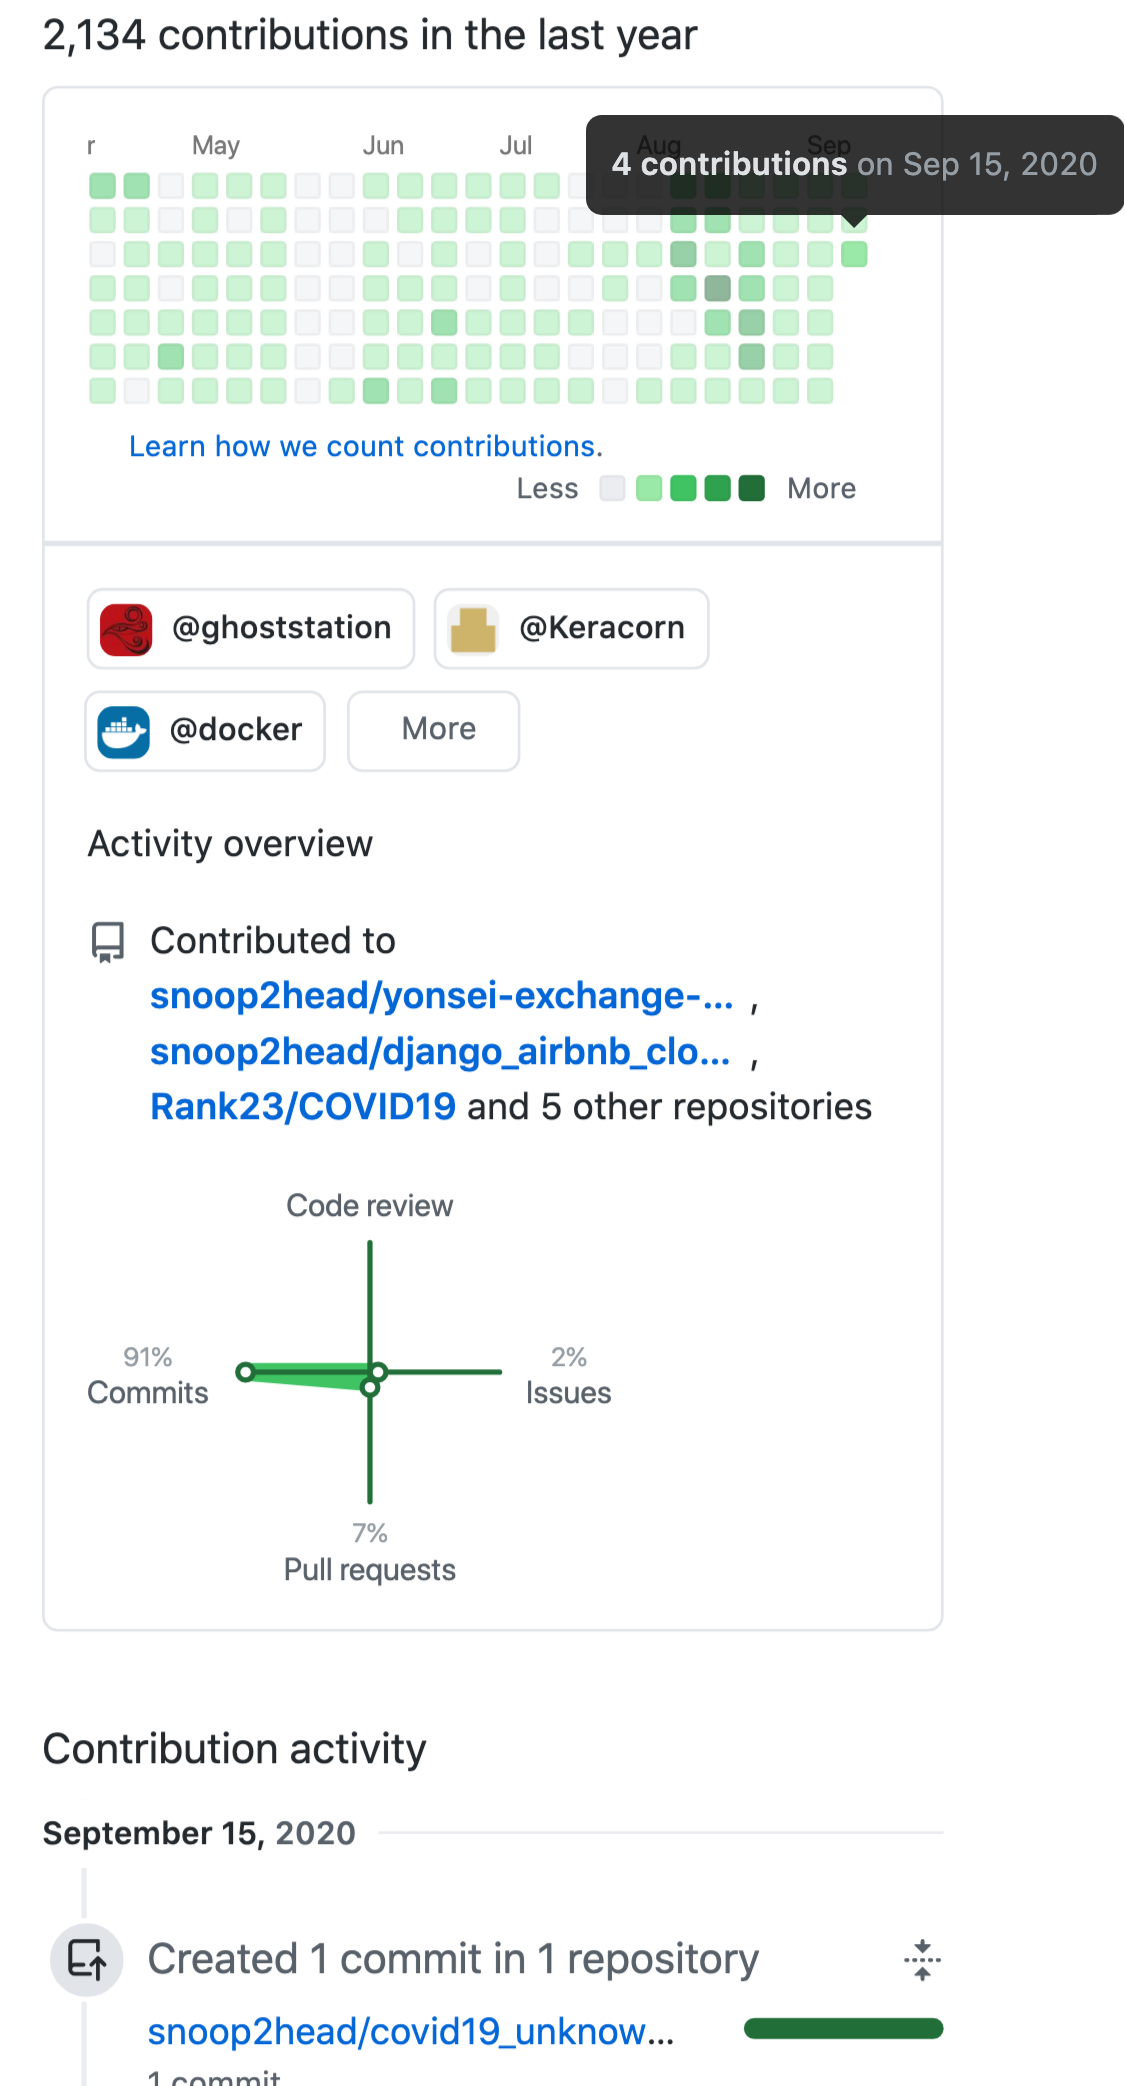 2,134 contributions in the last year
r May Jun Jul Aug Sep
4 contributions on Sep 15, 2020
Learn how we count contributions.
Less More
@ghoststation @Keracorn
@docker More
Activity overview
Contributed to
snoop2head/yonsei-exchange-... ,
snoop2head/django_airbnb_clo... ,
Rank23/COVID19 and 5 other repositories
Code review
91% 2%
Commits Issues
7%
Pull requests
Contribution activity
September 15, 2020
Created 1 commit in 1 repository
snoop2head/covid19_unknow...
1 commit